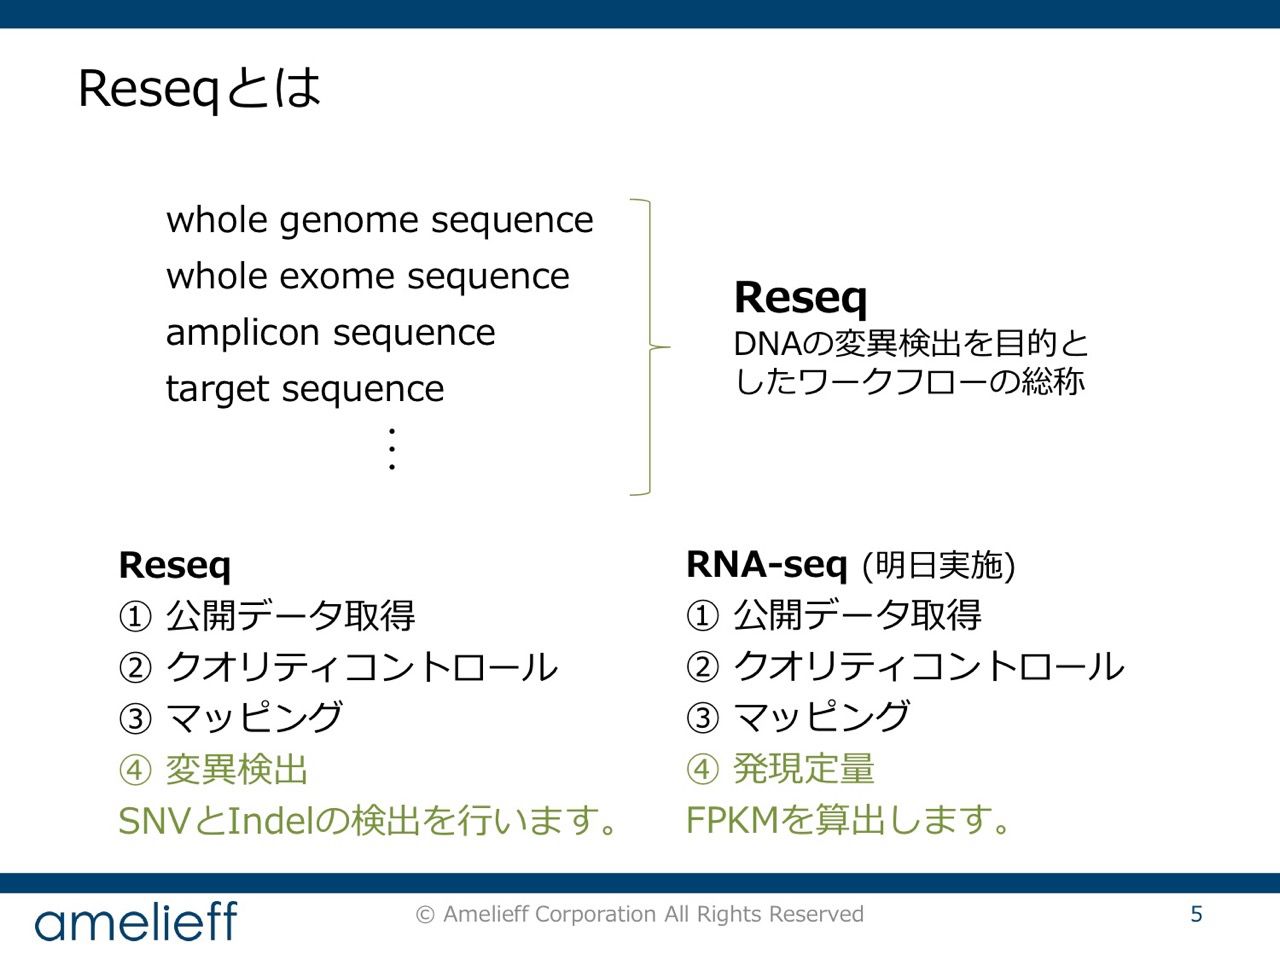 Reseqとは
whole genome sequence
whole exome sequence
amplicon sequence
target sequence
⋮
Reseq
DNAの変異検出を目的と
したワークフローの総称
Reseq
① 公開データ取得
② クオリティコントロール
③ マッピング
④ 変異検出
SNVとIndelの検出を行います。
RNA-seq (明日実施)
① 公開データ取得
② クオリティコントロール
③ マッピング
④ 発現定量
FPKMを算出します。
amelieff
© Amelieff Corporation All Rights Reserved
5